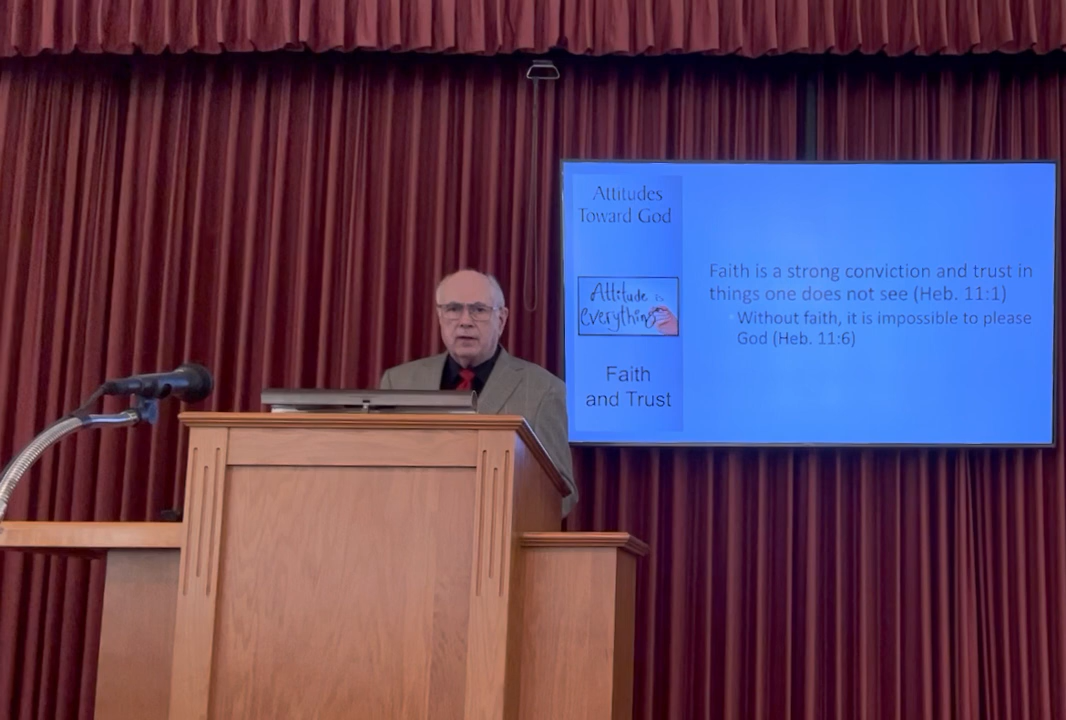 Attitudes
Toward God
Attitude is
Everything
Faith
and Trust
Faith is a strong conviction and trust in
things one does not see (Heb. 11:1)
Without faith, it is impossible to please
God (Heb. 11:6)